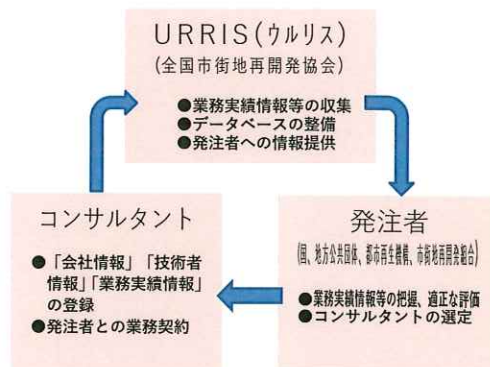 URRIS(ウルリス)
(全国市街地再開発協会)
●業務実績情報等の収集
●データベースの整備
●発注者への情報提供
コンサルタント
●「会社情報」「技術者
情報」「業務実績情報」
の登録
●発注者との業務契約
発注者
(国、地方公共団体、都市再生機構、市街地再開発組合)
●業務実績情報等の把握、適正な評価
●コンサルタントの選定